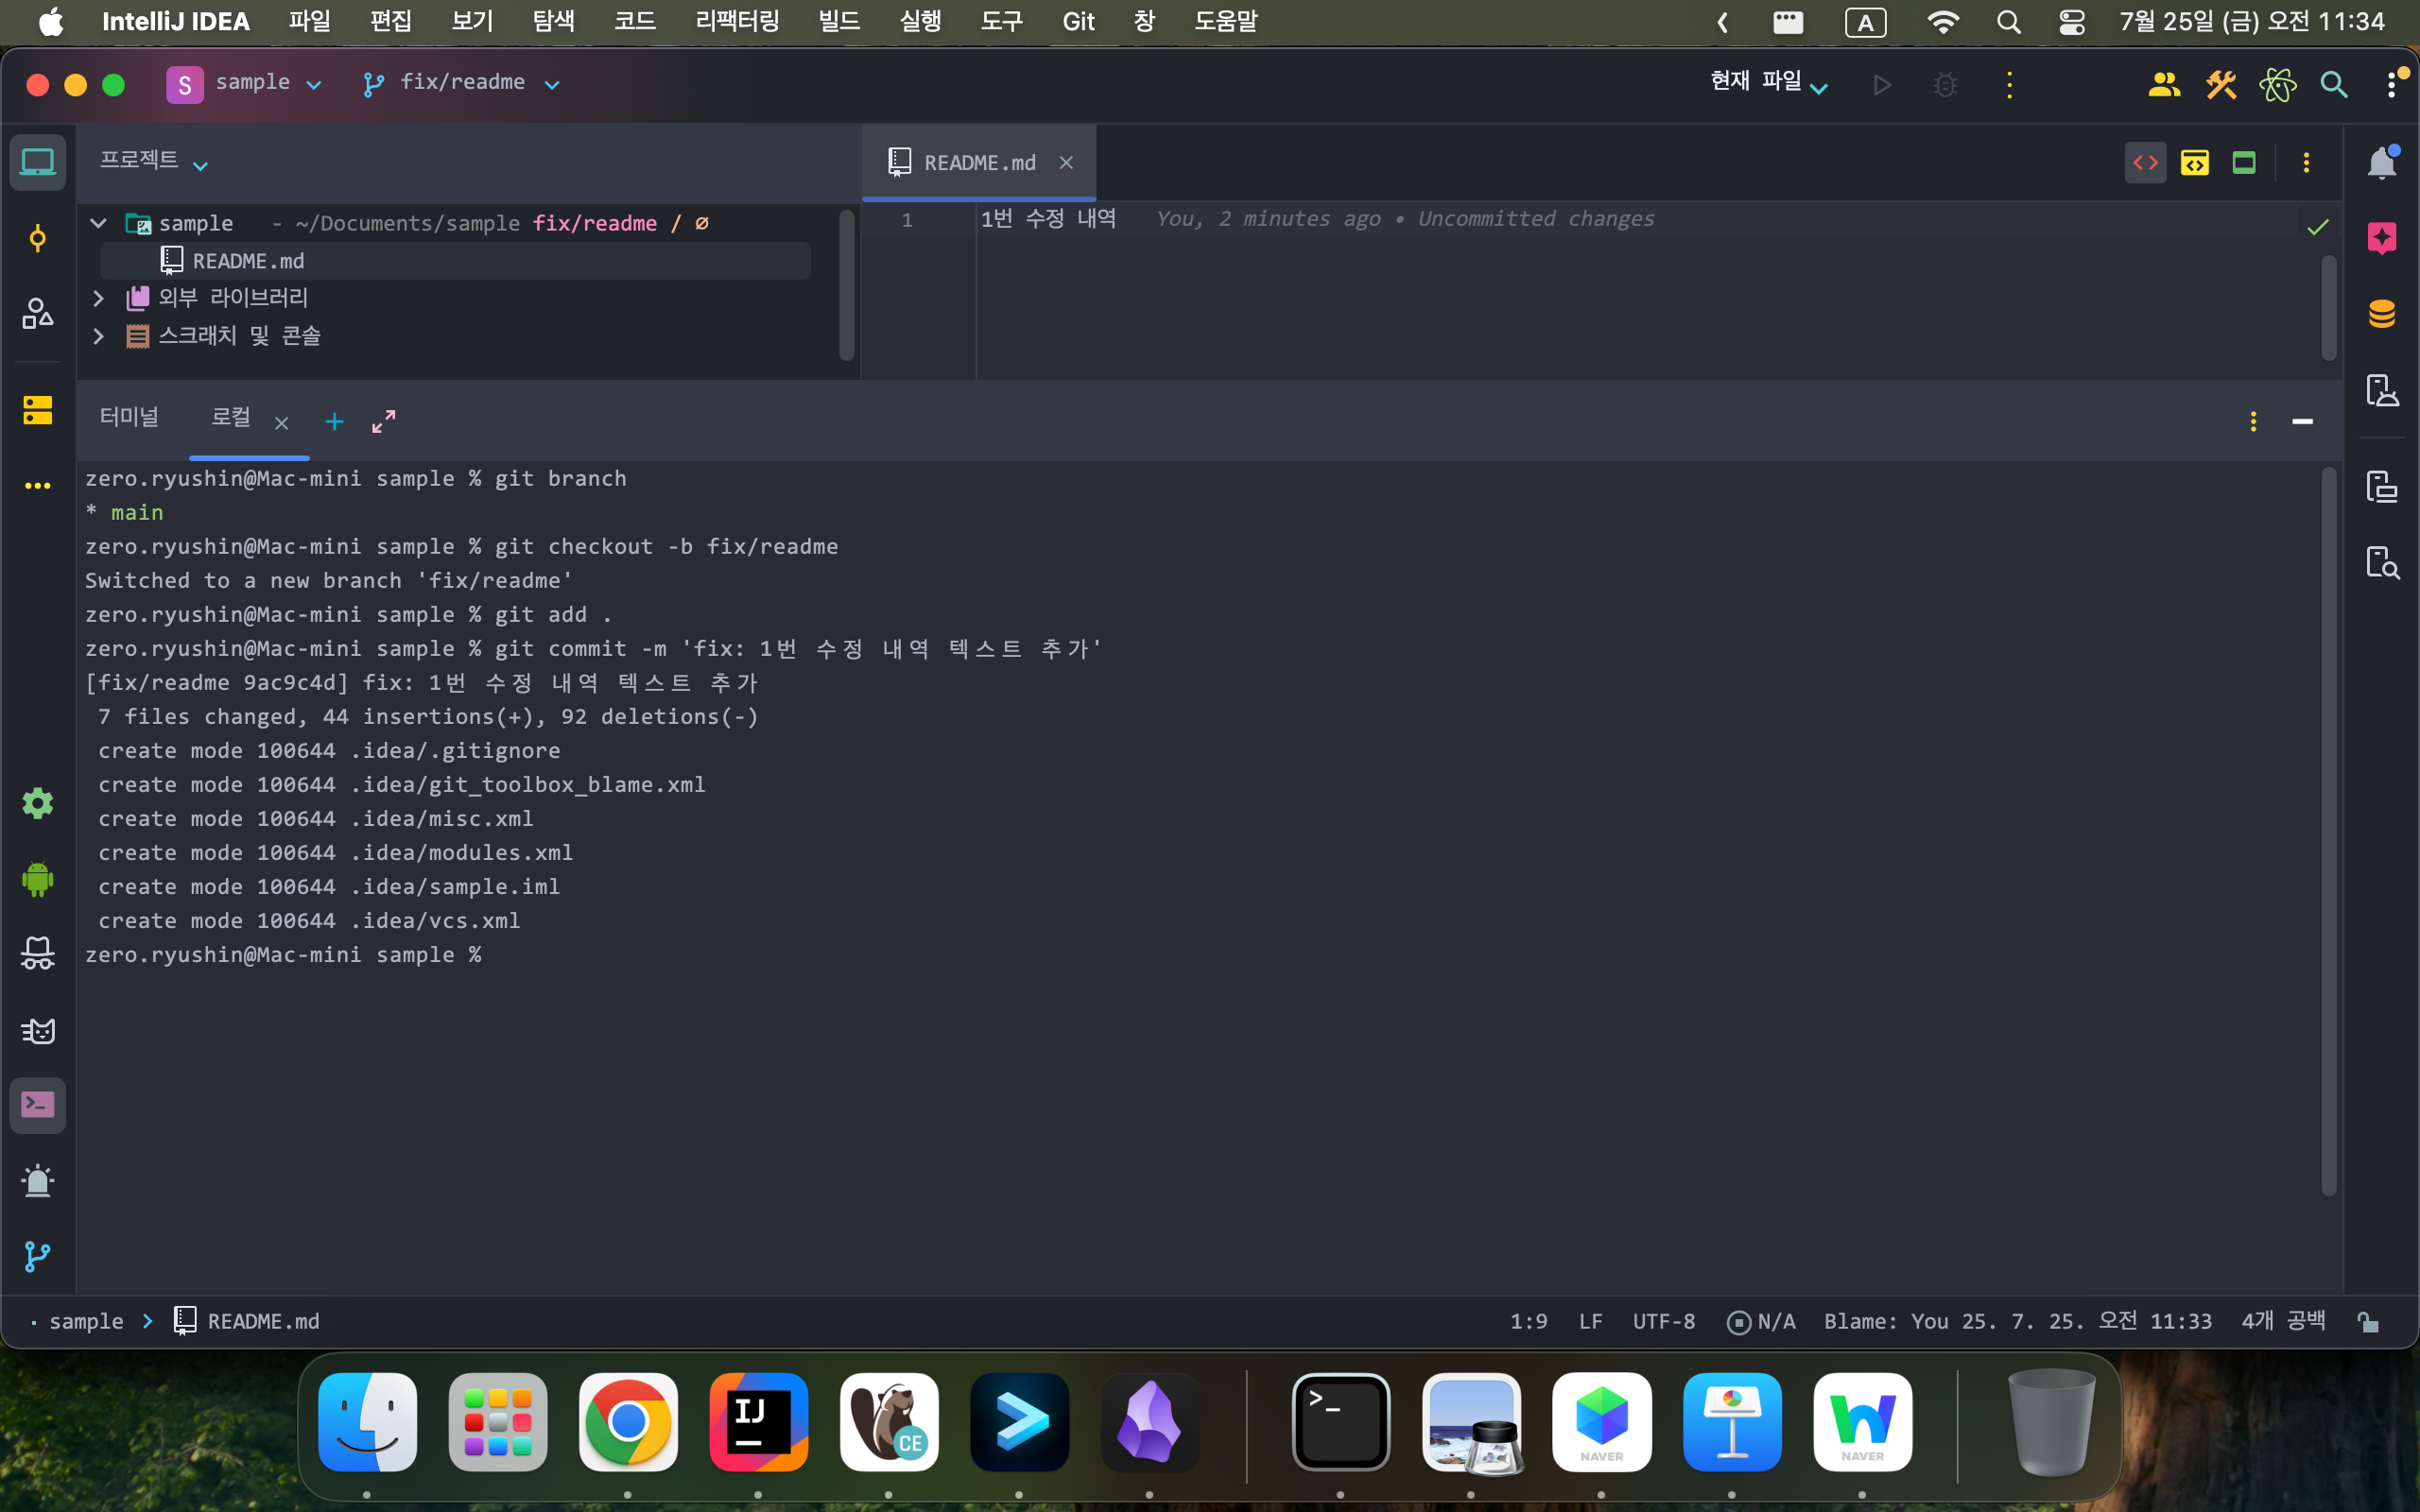 IntelliJ IDEA 파일 편집 보기 탐색 코드 리팩터링 빌드 실행 도구 Git 창 도움말 A 7월 25일 (금) 오전 11:34
S sample fix/readme 현재 파일
프로젝트 README.md
sample - ~/Documents/sample fix/readme / ∅
README.md
외부 라이브러리
스크래치 및 콘솔
1 1번 수정 내역 You, 2 minutes ago • Uncommitted changes
터미널 로컬
zero.ryushin@Mac-mini sample % git branch
* main
zero.ryushin@Mac-mini sample % git checkout -b fix/readme
Switched to a new branch 'fix/readme'
zero.ryushin@Mac-mini sample % git add .
zero.ryushin@Mac-mini sample % git commit -m 'fix: 1번 수정 내역 텍스트 추가'
[fix/readme 9ac9c4d] fix: 1번 수정 내역 텍스트 추가
7 files changed, 44 insertions(+), 92 deletions(-)
create mode 100644 .idea/.gitignore
create mode 100644 .idea/git_toolbox_blame.xml
create mode 100644 .idea/misc.xml
create mode 100644 .idea/modules.xml
create mode 100644 .idea/sample.iml
create mode 100644 .idea/vcs.xml
zero.ryushin@Mac-mini sample %
sample README.md 1:9 LF UTF-8 N/A Blame: You 25. 7. 25. 오전 11:33 4개 공백
IJ CE NAVER NAVER